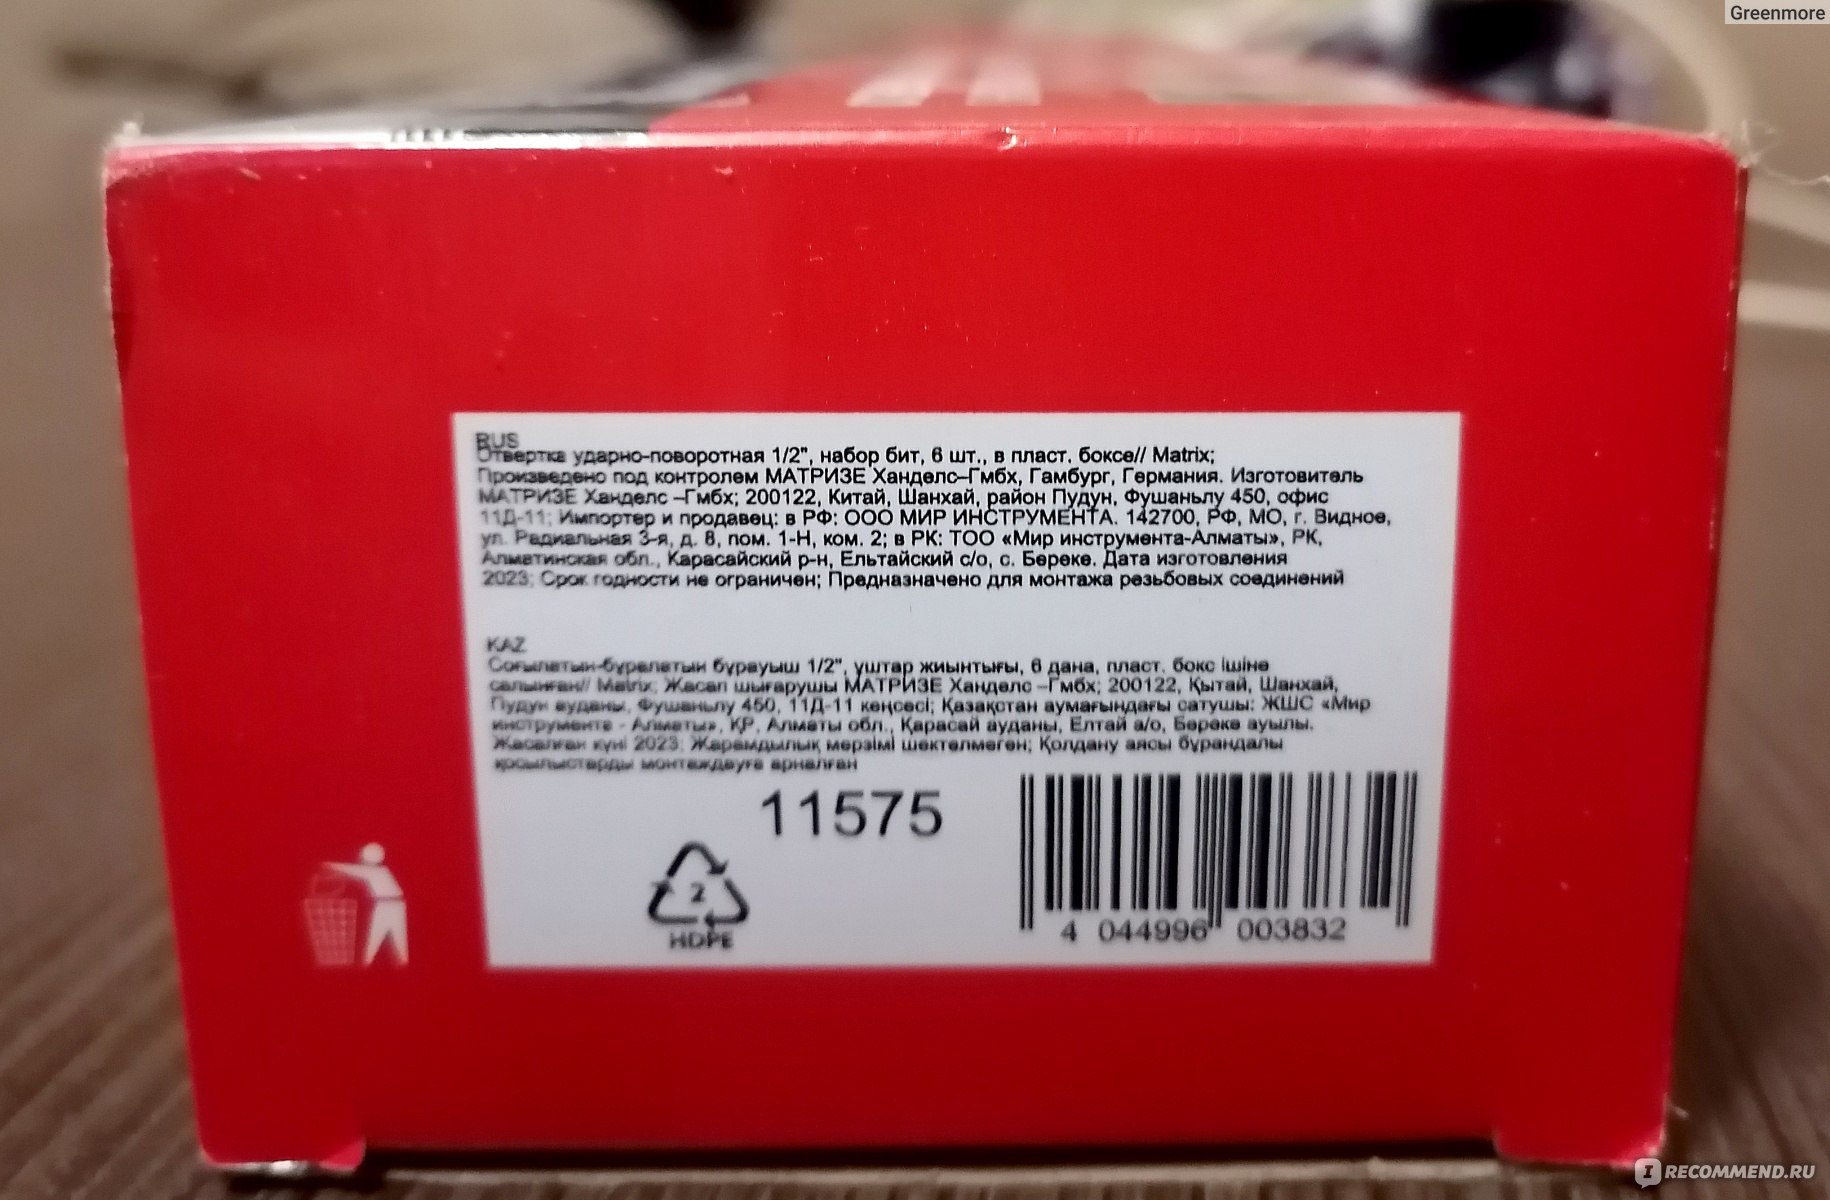 Greenmore
RUS
Отвертка ударно-поворотная 1/2", набор бит, 6 шт., в пласт. боксе// Matrix;
Произведено под контролем МАТРИЗЕ Ханделс–Гмбх, Гамбург, Германия. Изготовитель
МАТРИЗЕ Ханделс –Гмбх; 200122, Китай, Шанхай, район Пудун, Фушаньлу 450, офис
11Д-11; Импортер и продавец: в РФ: ООО МИР ИНСТРУМЕНТА. 142700, РФ, МО, г. Видное,
ул. Радиальная 3-я, д. 8, пом. 1-Н, ком. 2; в РК: ТОО «Мир инструмента-Алматы», РК,
Алматинская обл., Карасайский р-н, Ельтайский с/о, с. Береке. Дата изготовления
2023; Срок годности не ограничен; Предназначено для монтажа резьбовых соединений
KAZ
Соғылатын-бұралатын бұрауыш 1/2", ұштар жиынтығы, 6 дана, пласт. бокс ішіне
салынған// Matrix; Жасап шығарушы МАТРИЗЕ Ханделс –Гмбх; 200122, Қытай, Шанхай,
Пудун ауданы, Фушаньлу 450, 11Д-11 кеңсесі; Қазақстан аумағындағы сатушы: ЖШС «Мир
инструмента - Алматы», ҚР, Алматы обл., Қарасай ауданы, Елтай а/о, Береке ауылы.
Жасалған күні 2023; Жарамдылық мерзімі шектелмеген; Қолдану аясы бұрандалы
қосылыстарды монтаждауға арналған
11575
2
HDPE
4 044996 003832
IRECOMMEND.RU